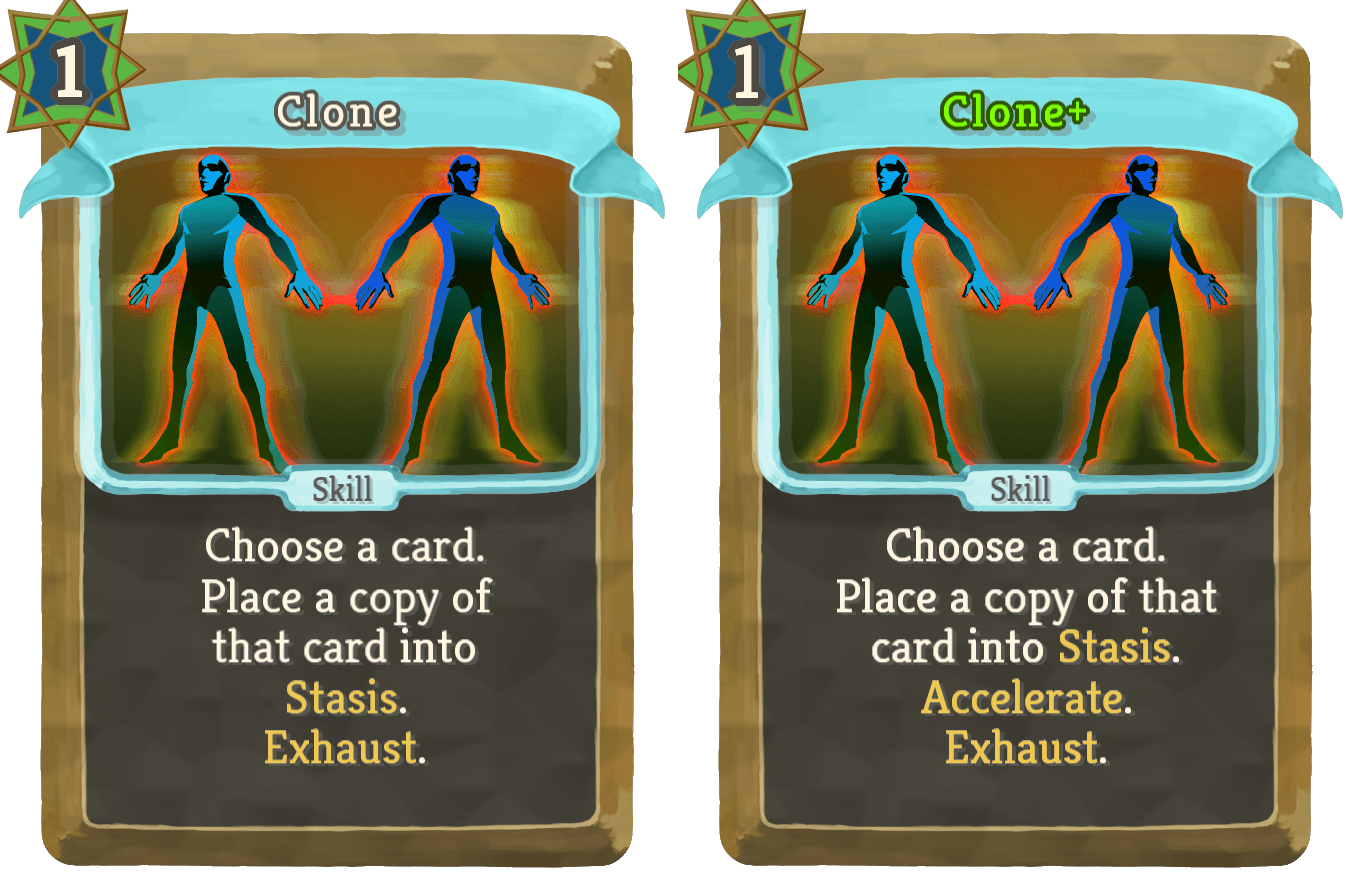 1
Clone
Skill
Choose a card.
Place a copy of
that card into
Stasis.
Exhaust.
1
Clone+
Skill
Choose a card.
Place a copy of that
card into Stasis.
Accelerate.
Exhaust.